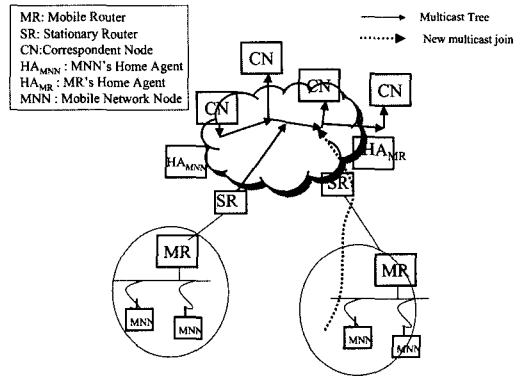 MR: Mobile Router
SR: Stationary Router
CN:Correspondent Node
HAMNN : MNN's Home Agent
HAMR : MR's Home Agent
MNN : Mobile Network Node
Multicast Tree
New multicast join
CN
CN
CN
CN
HAMNN
HAMR
SR
SR
MR
MR
MNN
MNN
MNN
MNN